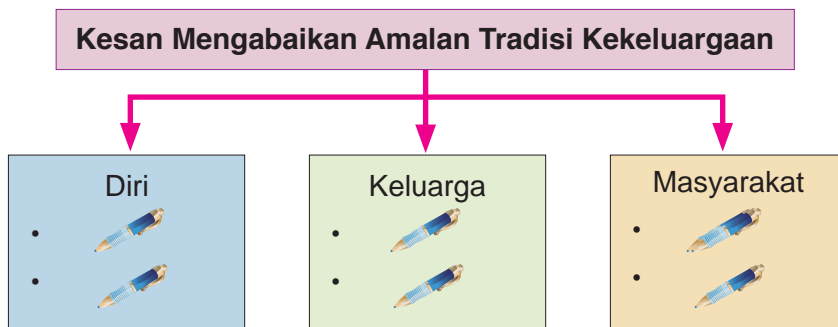 Kesan Mengabaikan Amalan Tradisi Kekeluargaan
Diri
•
•
Keluarga
•
•
Masyarakat
•
•